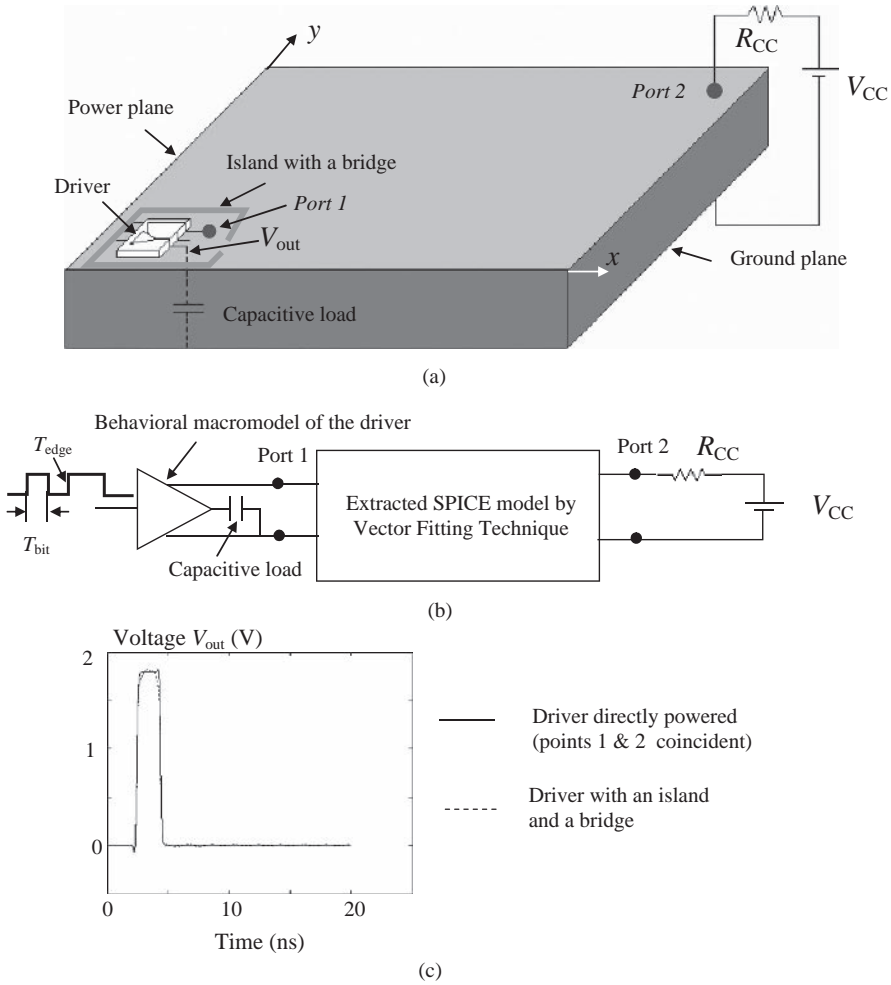 y
R_CC
Port 2
V_CC
Power plane
Island with a bridge
Driver
Port 1
V_out
x
Ground plane
Capacitive load
(a)
Behavioral macromodel of the driver
T_edge
Port 1
Port 2
R_CC
Extracted SPICE model by
Vector Fitting Technique
V_CC
T_bit
Capacitive load
(b)
Voltage V_out (V)
2
1
0
0
10
20
Time (ns)
Driver directly powered
(points 1 & 2 coincident)
Driver with an island
and a bridge
(c)